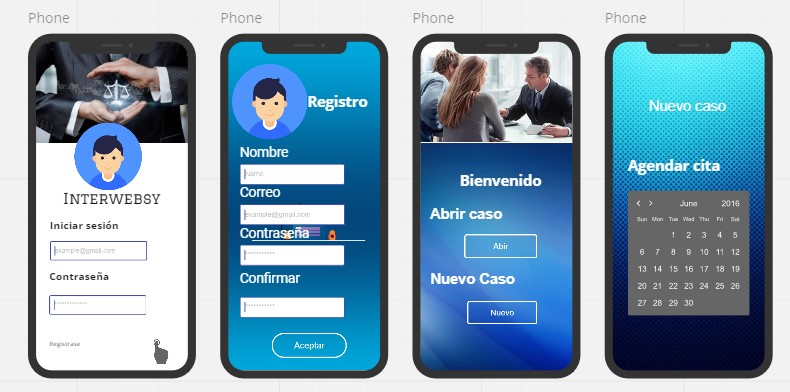 Phone
INTERWEBSY
Iniciar sesión
example@gmail.com
Contraseña
************
Registrase
Phone
Registro
Nombre
Name
Correo
example@gmail.com
Contraseña
**********
Confirmar
**********
Aceptar
Phone
Bienvenido
Abrir caso
Abrir
Nuevo Caso
Nuevo
Phone
Nuevo caso
Agendar cita
June 2016
Sun Mon Tue Wed Thu Fri Sat
1 2 3 4 5
6 7 8 9 10 11 12
13 14 15 16 17 18 19
20 21 22 23 24 25 26
27 28 29 30